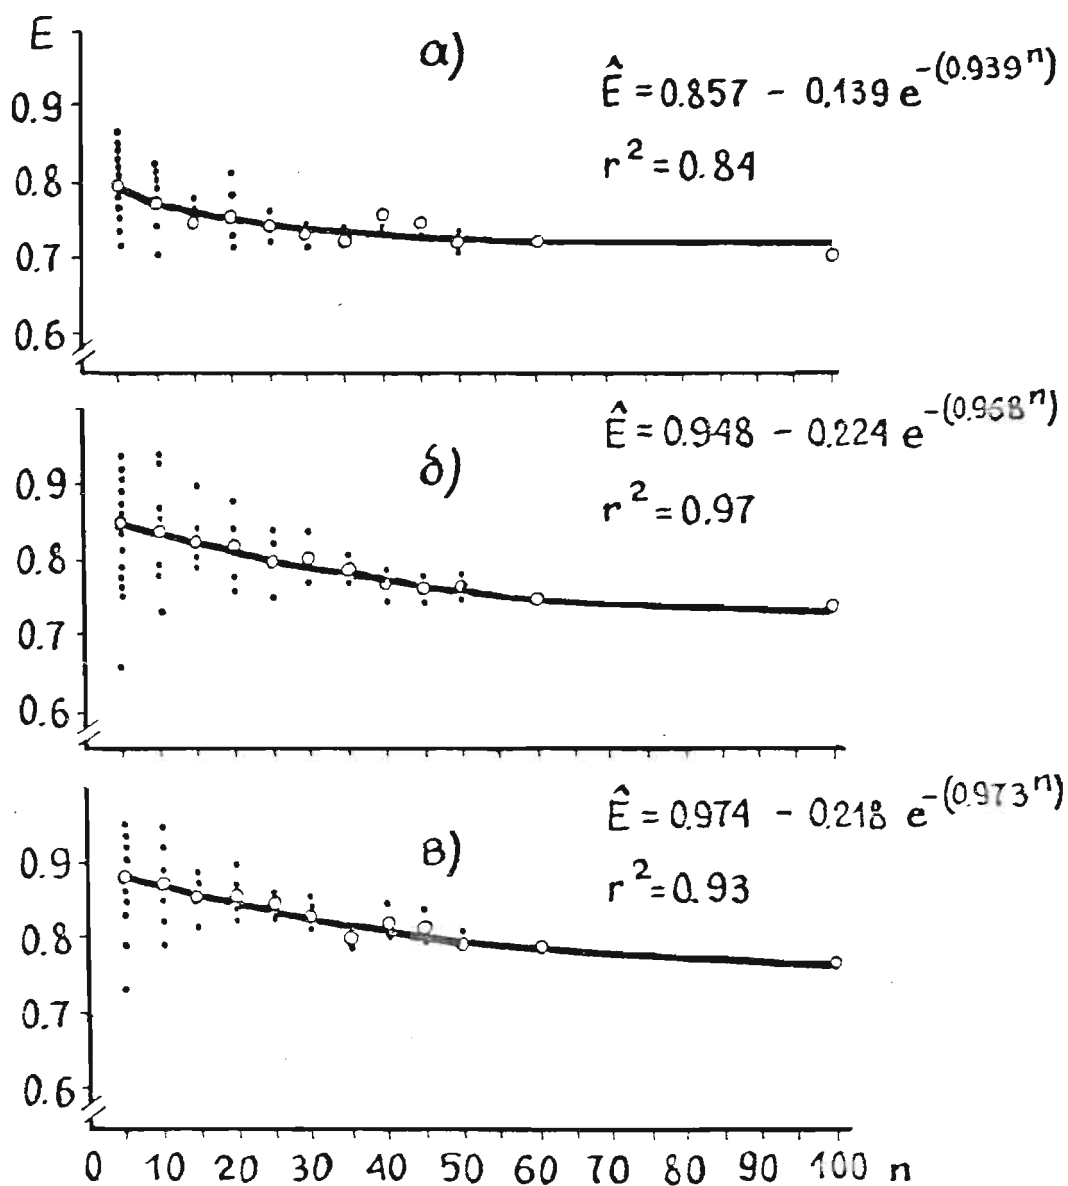 E
а)
Ê = 0.857 - 0.139 e^-(0.939^n)
r² = 0.84
0.9
0.8
0.7
0.6
б)
Ê = 0.948 - 0.224 e^-(0.968^n)
r² = 0.97
0.9
0.8
0.7
0.6
в)
Ê = 0.974 - 0.218 e^-(0.973^n)
r² = 0.93
0.9
0.8
0.7
0.6
0 10 20 30 40 50 60 70 80 90 100 n